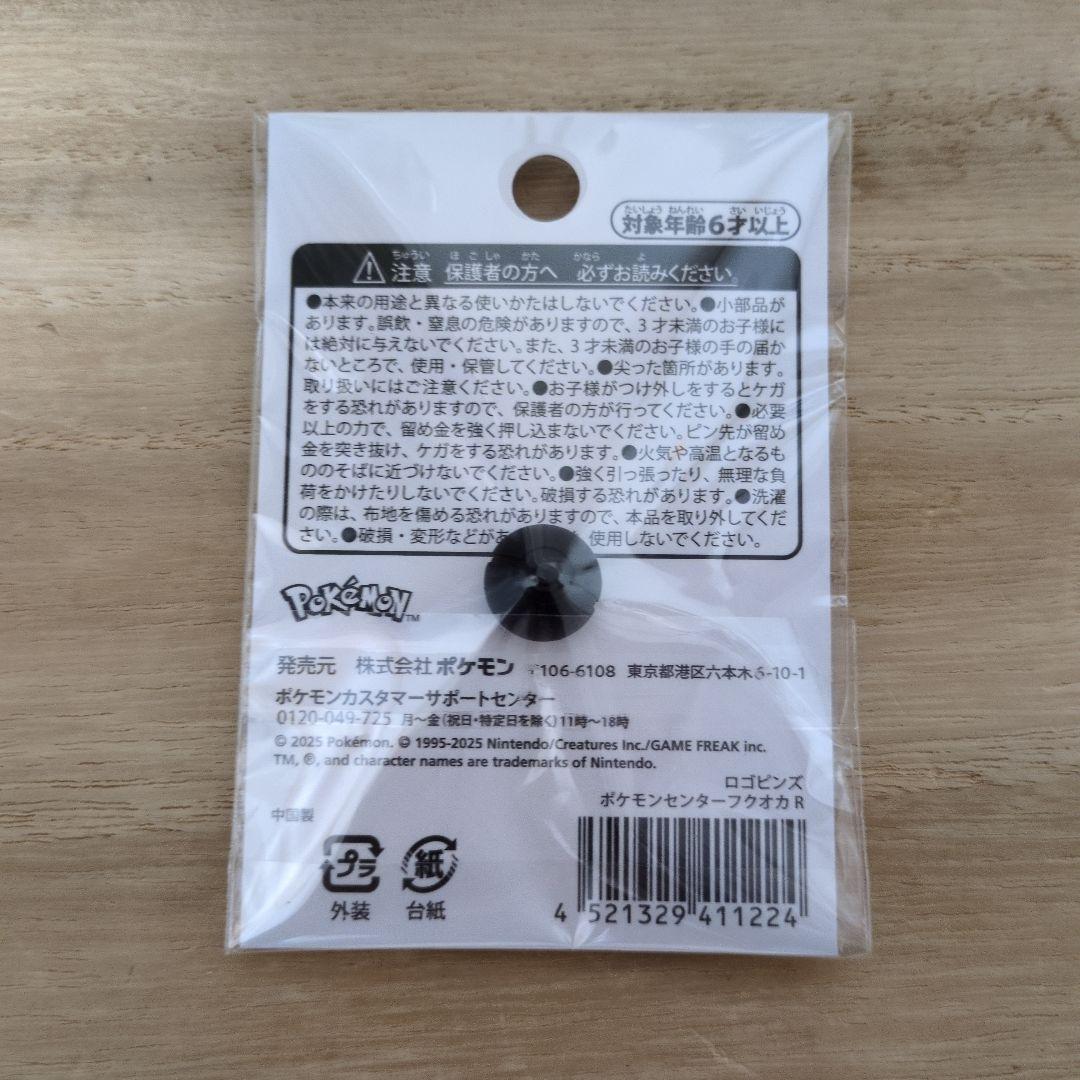 たいしょう ねんれい さい いじょう
対象年齢6才以上
ちゅうい ほごしゃ かた かなら よ
注意 保護者の方へ 必ずお読みください。
●本来の用途と異なる使いかたはしないでください。●小部品が
あります。誤飲・窒息の危険がありますので、3才未満のお子様に
は絶対に与えないでください。また、3才未満のお子様の手の届か
ないところで、使用・保管してください。●尖った箇所があります。
取り扱いにはご注意ください。●お子様がつけ外しをするとケガ
をする恐れがありますので、保護者の方が行ってください。●必要
以上の力で、留め金を強く押し込まないでください。ピン先が留め
金を突き抜け、ケガをする恐れがあります。●火気や高温となるも
ののそばに近づけないでください。●強く引っ張ったり、無理な負
荷をかけたりしないでください。破損する恐れがあります。●洗濯
の際は、布地を傷める恐れがありますので、本品を取り外してくだ
さい。●破損・変形などがあ 使用しないでください。
POKéMON™
発売元 株式会社ポケモン 〒106-6108 東京都港区六本木6-10-1
ポケモンカスタマーサポートセンター
0120-049-725 月～金(祝日・特定日を除く)11時～18時
© 2025 Pokémon. © 1995-2025 Nintendo/Creatures Inc./GAME FREAK inc.
TM, ®, and character names are trademarks of Nintendo.
ロゴピンズ
ポケモンセンターフクオカ R
中国製
プラ 紙
外装 台紙
4 521329 411224